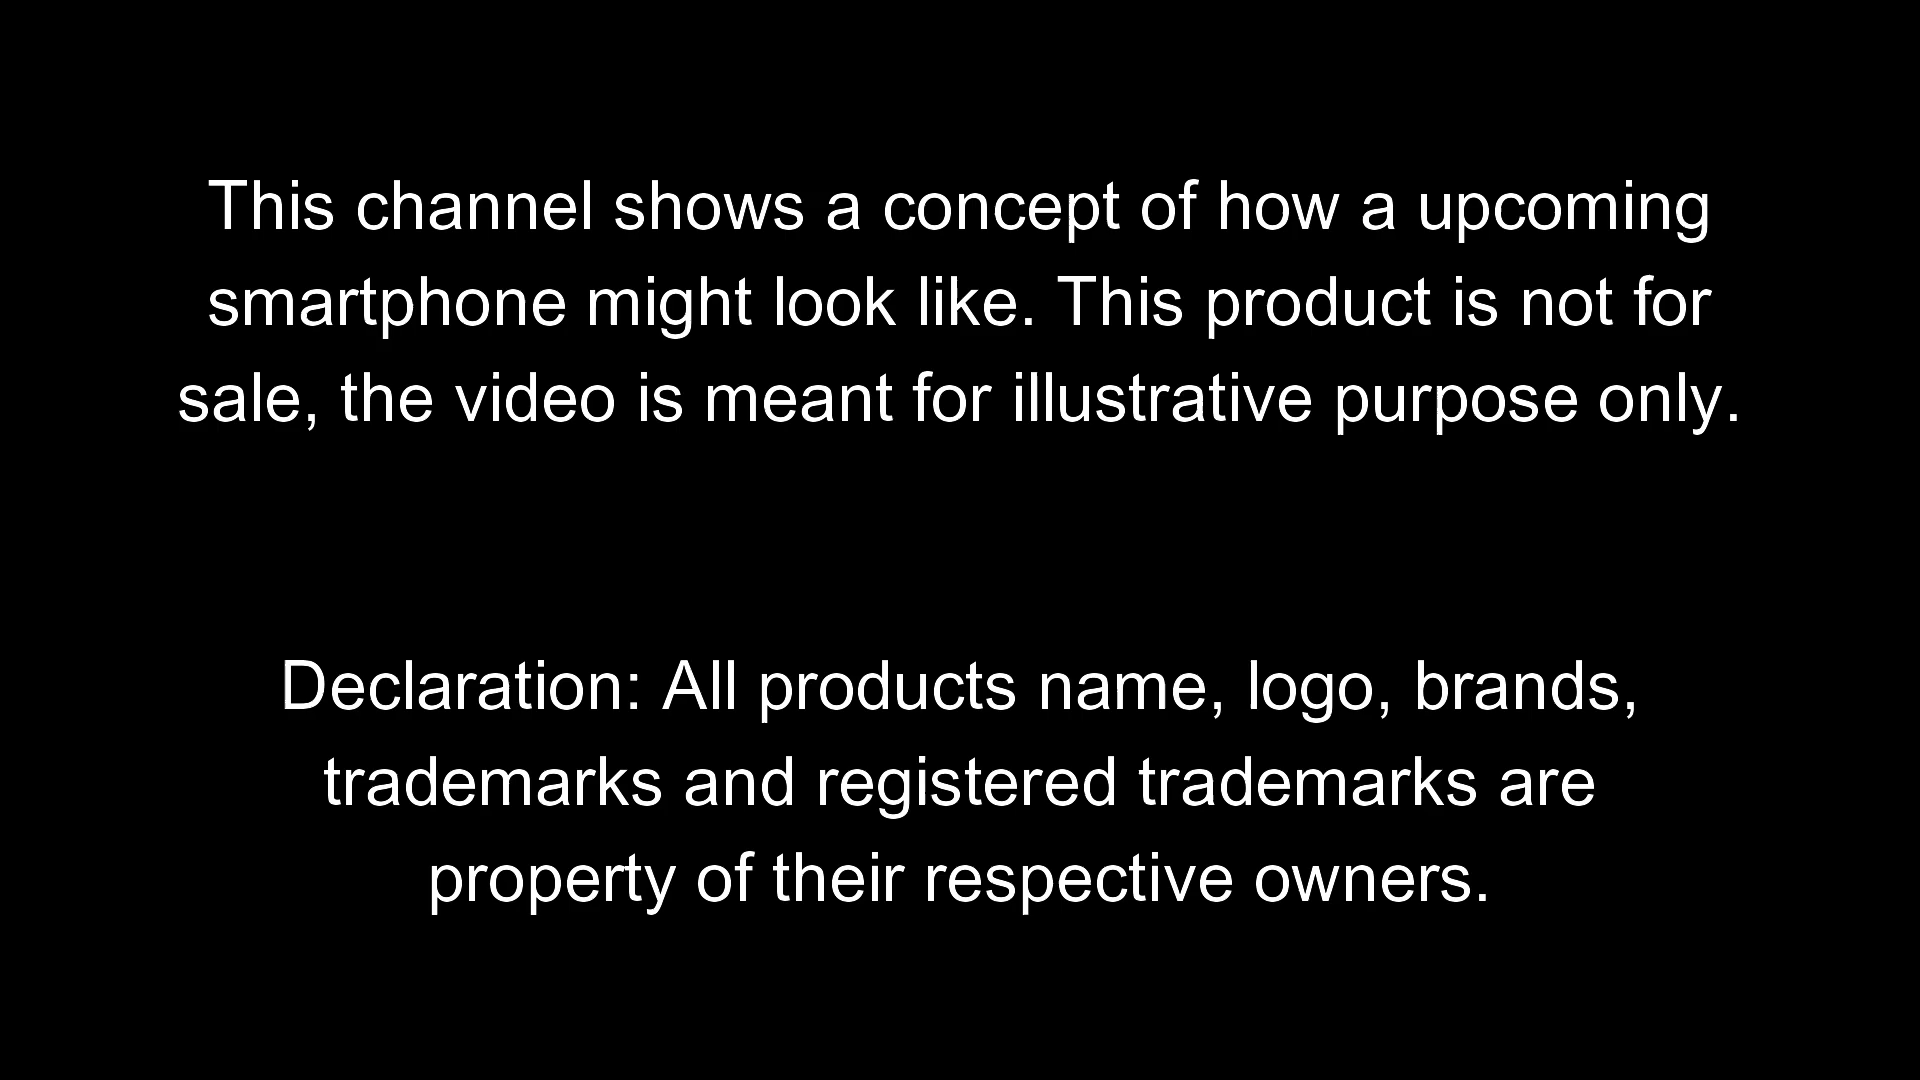 This channel shows a concept of how a upcoming
smartphone might look like. This product is not for
sale, the video is meant for illustrative purpose only.
Declaration: All products name, logo, brands,
trademarks and registered trademarks are
property of their respective owners.